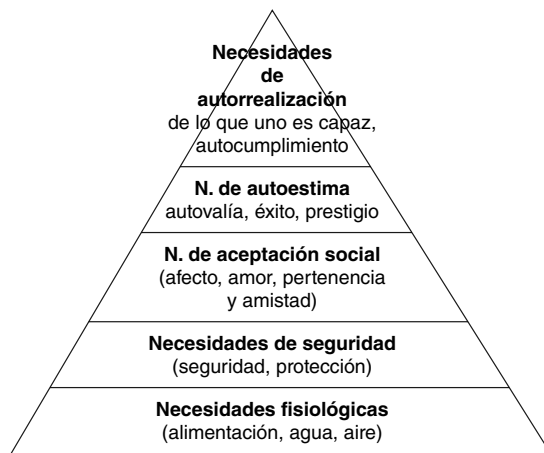 Necesidades
de
autorrealización
de lo que uno es capaz,
autocumplimiento
N. de autoestima
autovalía, éxito, prestigio
N. de aceptación social
(afecto, amor, pertenencia
y amistad)
Necesidades de seguridad
(seguridad, protección)
Necesidades fisiológicas
(alimentación, agua, aire)